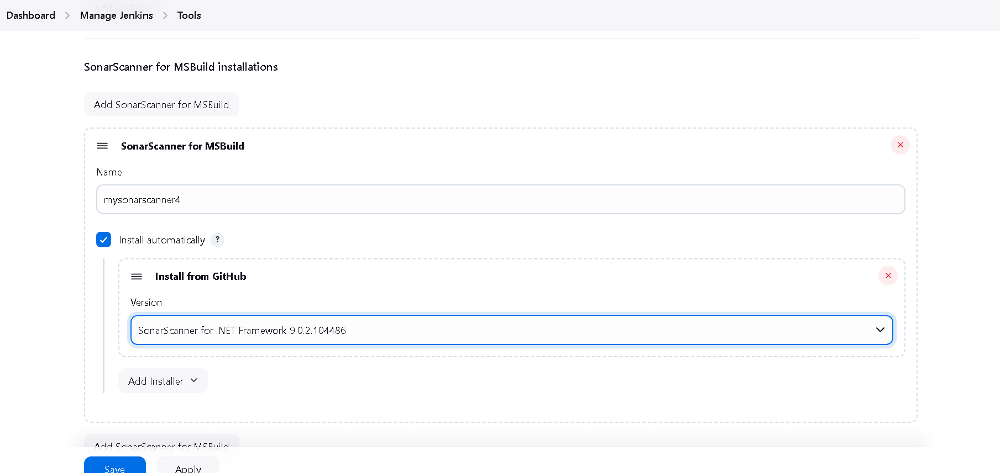 Add MSBuild
Dashboard > Manage Jenkins > Tools
SonarScanner for MSBuild installations
Add SonarScanner for MSBuild
SonarScanner for MSBuild
Name
mysonarscanner4
Install automatically ?
Install from GitHub
Version
SonarScanner for .NET Framework 9.0.2.104486
Add Installer
Add SonarScanner for MSBuild
Save Apply